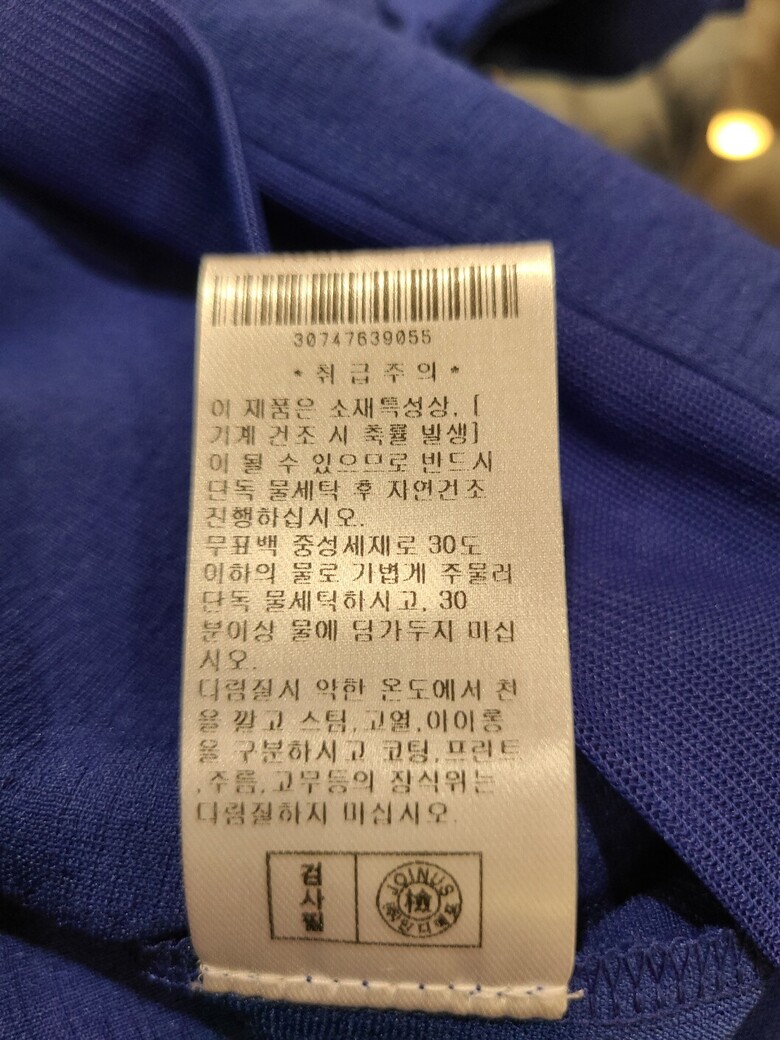 30747639055
* 취급주의 *
이 제품은 소재특성상, [
기계 건조 시 축률 발생]
이 될 수 있으므로 반드시
단독 물세탁 후 자연건조
진행하십시오.
무표백 중성세제로 30도
이하의 물로 가볍게 주물러
단독 물세탁하시고, 30
분이상 물에 담가두지 마십
시오.
다림질시 약한 온도에서 천
을 깔고 스팀,고열,아이롱
을 구분하시고 코팅,프린트
,주름,고무등의 장식위는
다림질하지 마십시오.
검사필
JOINUS
檢